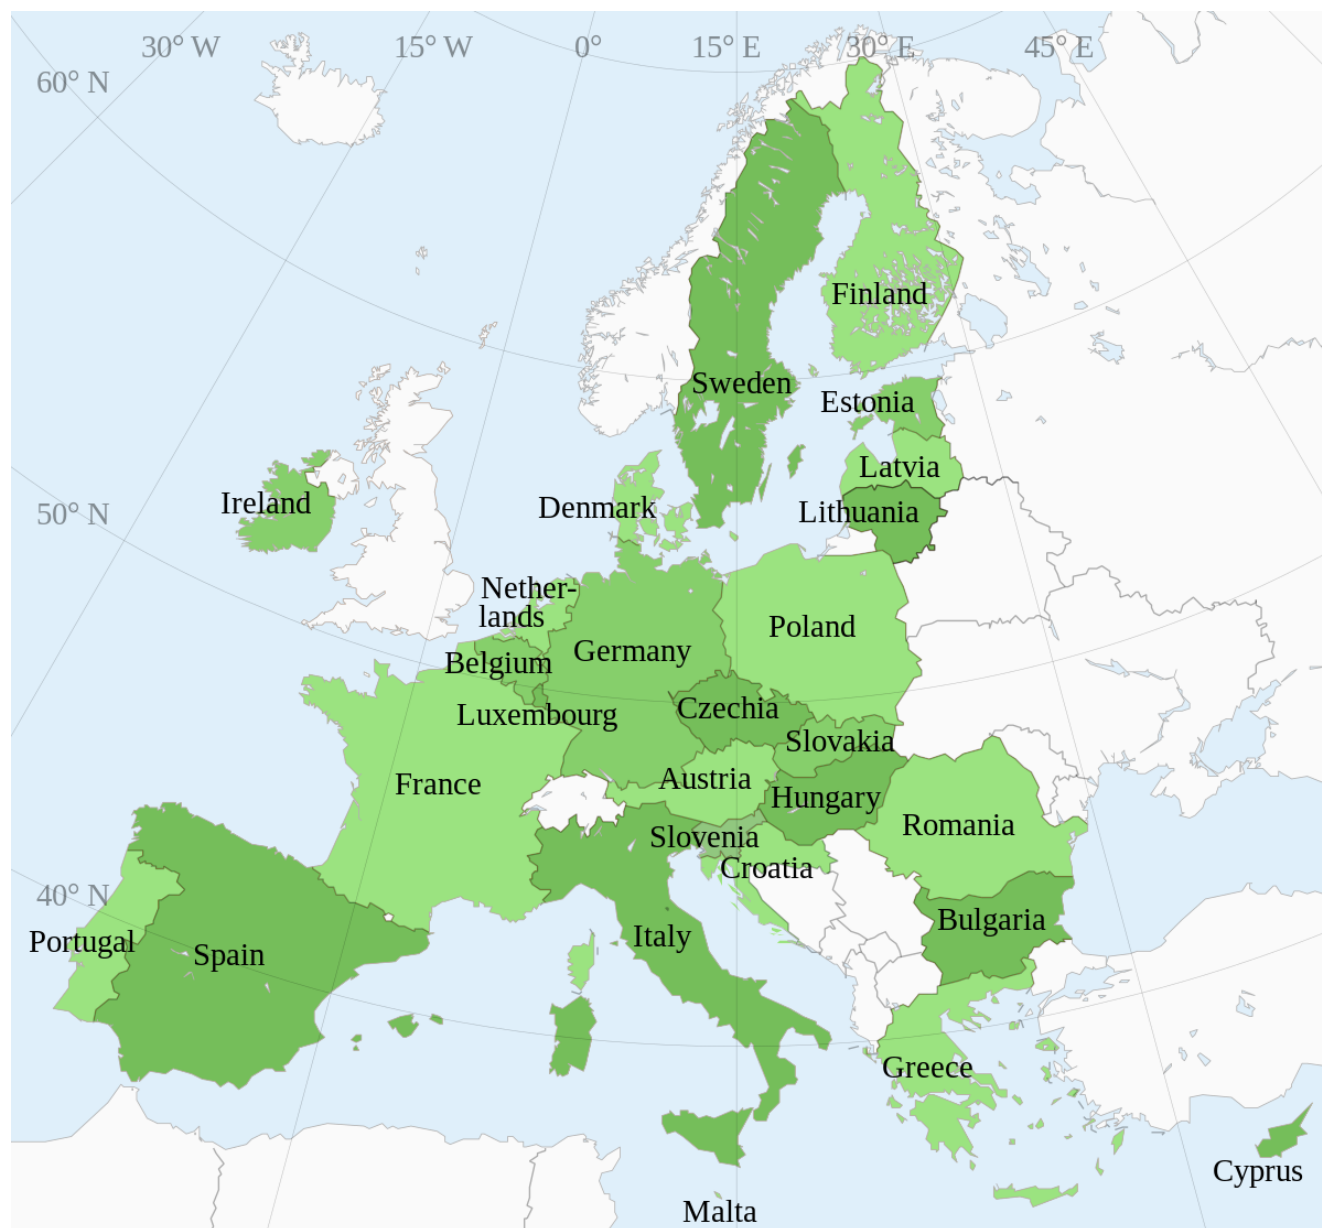 30° W
15° W
0°
15° E
30° E
45° E
60° N
Finland
Sweden
Estonia
Latvia
Ireland
Denmark
Lithuania
50° N
Nether-
lands
Poland
Germany
Belgium
Czechia
Luxembourg
Slovakia
Austria
France
Hungary
Romania
Slovenia
Croatia
40° N
Bulgaria
Portugal
Italy
Spain
Greece
Cyprus
Malta